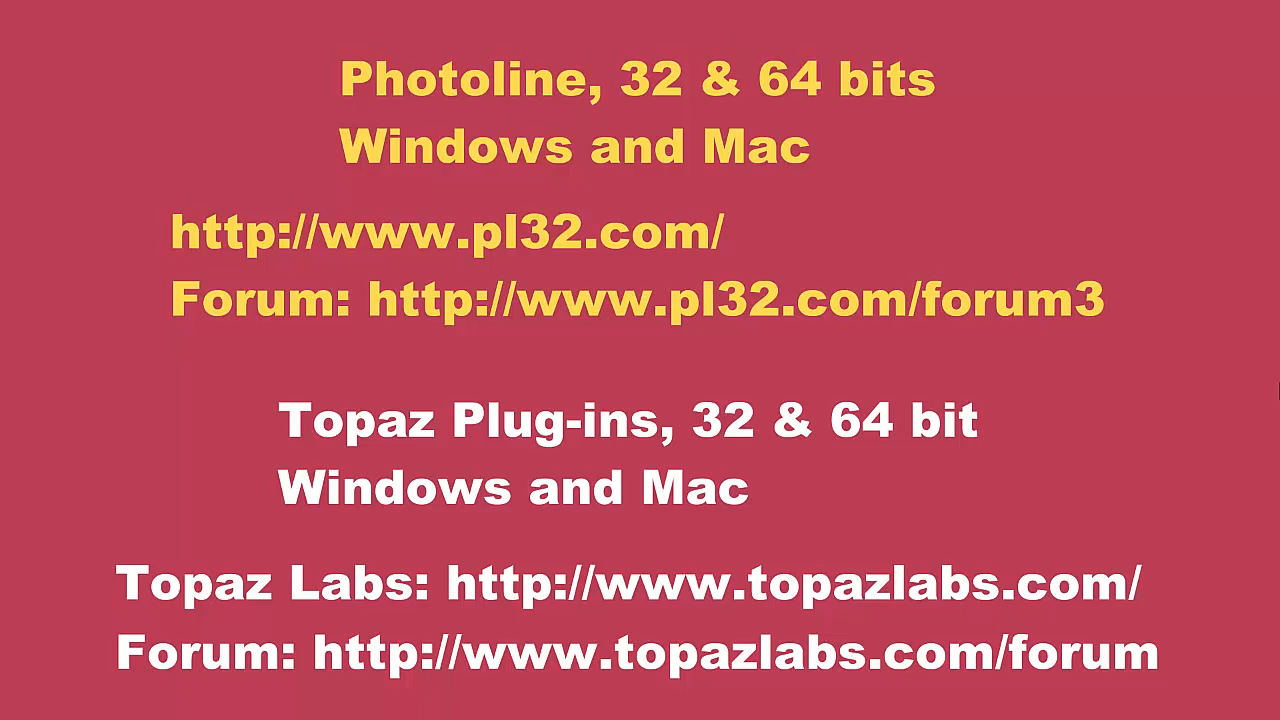 Photoline, 32 & 64 bits
Windows and Mac
http://www.pl32.com/
Forum: http://www.pl32.com/forum3
Topaz Plug-ins, 32 & 64 bit
Windows and Mac
Topaz Labs: http://www.topazlabs.com/
Forum: http://www.topazlabs.com/forum